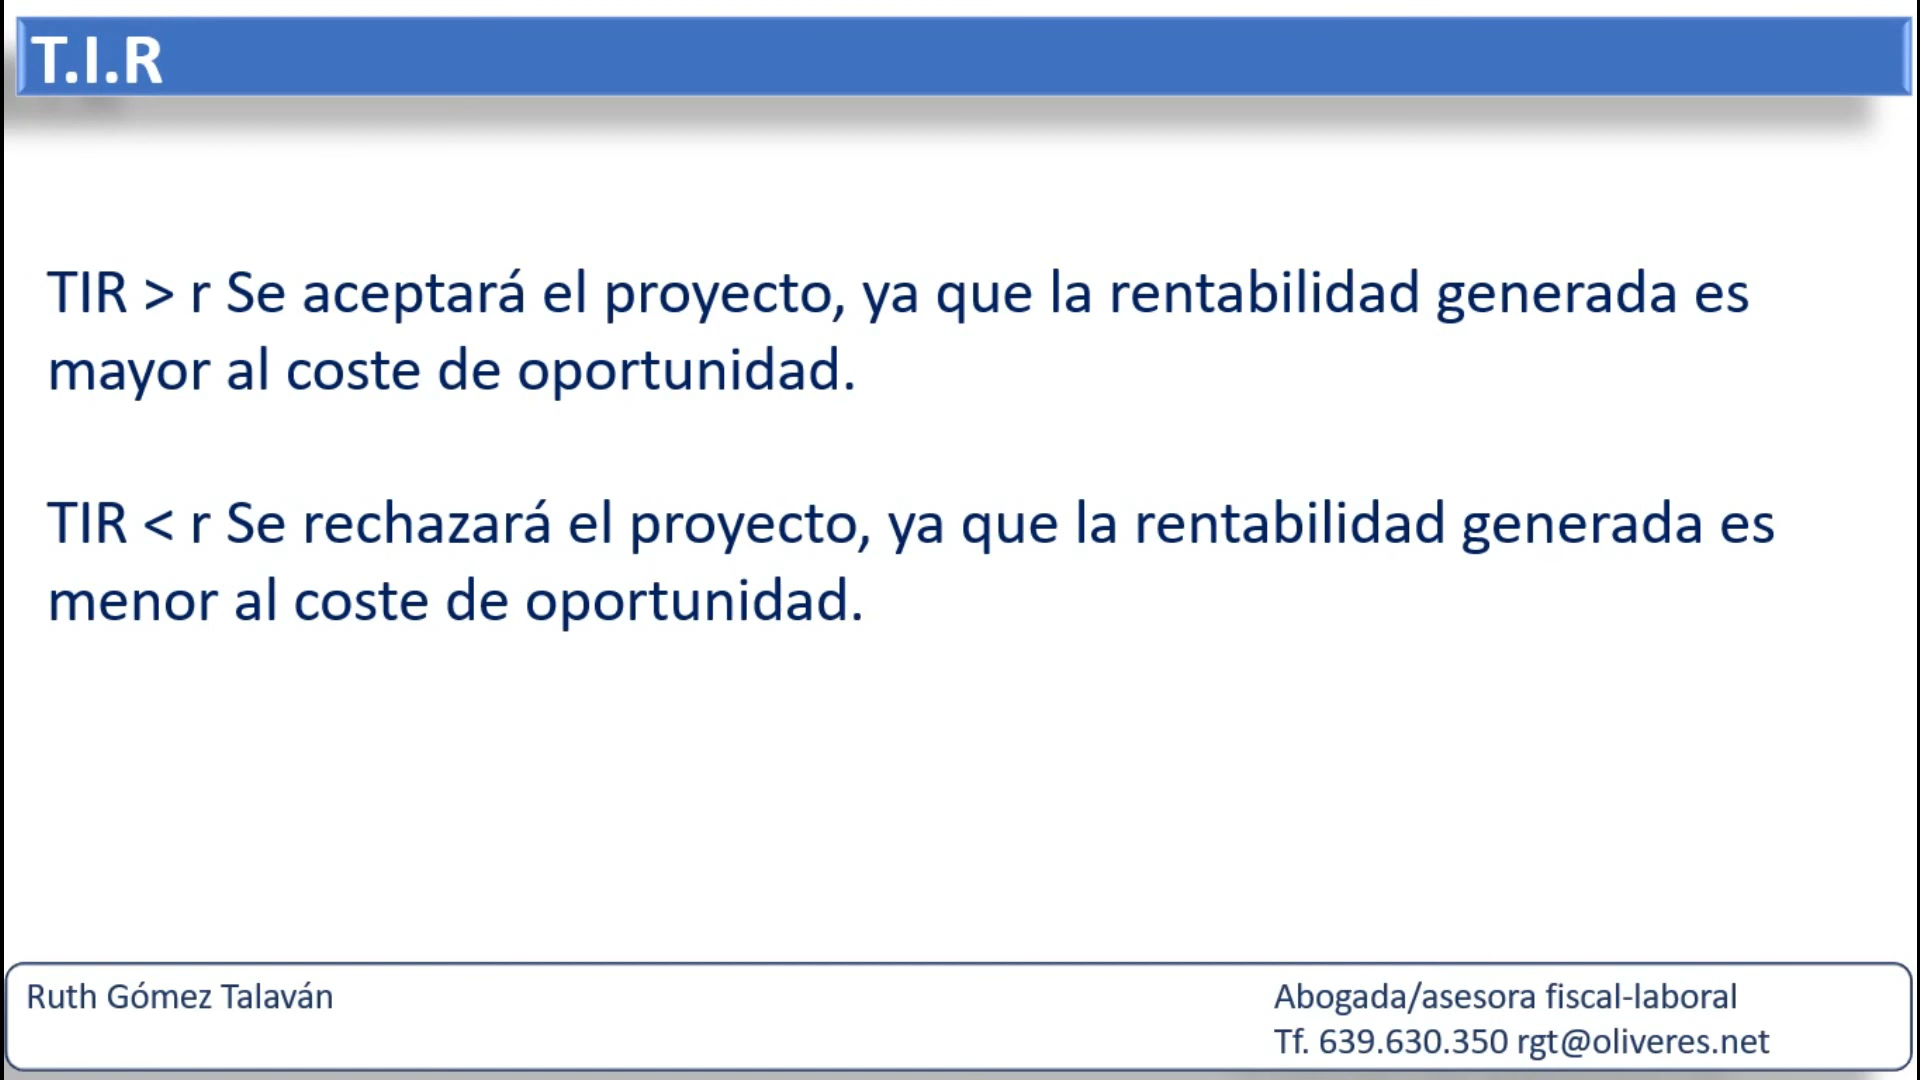 T.I.R
TIR > r Se aceptará el proyecto, ya que la rentabilidad generada es
mayor al coste de oportunidad.
TIR < r Se rechazará el proyecto, ya que la rentabilidad generada es
menor al coste de oportunidad.
Ruth Gómez Talaván
Abogada/asesora fiscal-laboral
Tf. 639.630.350 rgt@oliveres.net